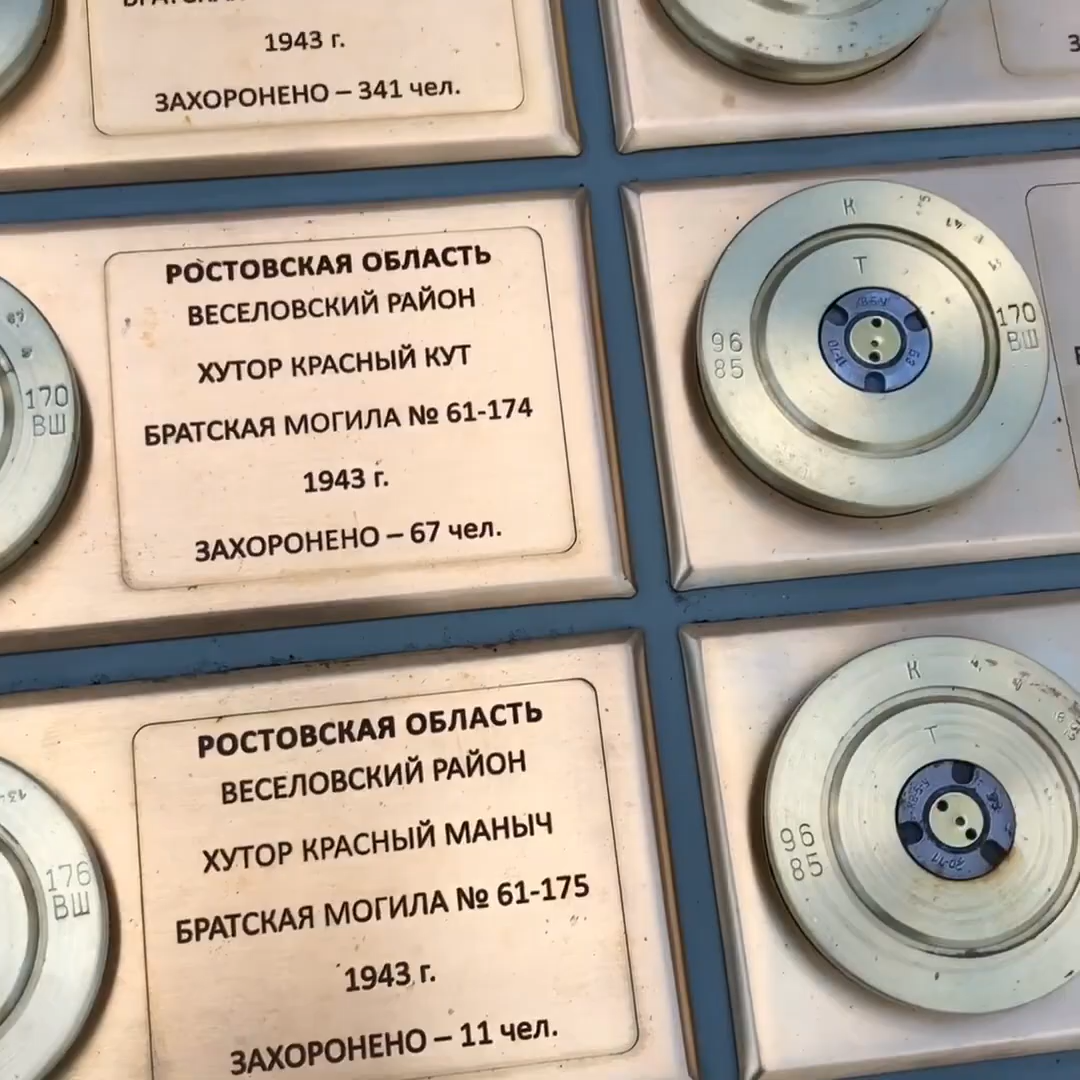 1943 г.
ЗАХОРОНЕНО – 341 чел.
РОСТОВСКАЯ ОБЛАСТЬ
ВЕСЕЛОВСКИЙ РАЙОН
ХУТОР КРАСНЫЙ КУТ
БРАТСКАЯ МОГИЛА № 61-174
1943 г.
ЗАХОРОНЕНО – 67 чел.
170
ВШ
К
Т
96
85
170
ВШ
РОСТОВСКАЯ ОБЛАСТЬ
ВЕСЕЛОВСКИЙ РАЙОН
ХУТОР КРАСНЫЙ МАНЫЧ
БРАТСКАЯ МОГИЛА № 61-175
1943 г.
ЗАХОРОНЕНО – 11 чел.
176
ВШ
К
Т
96
85